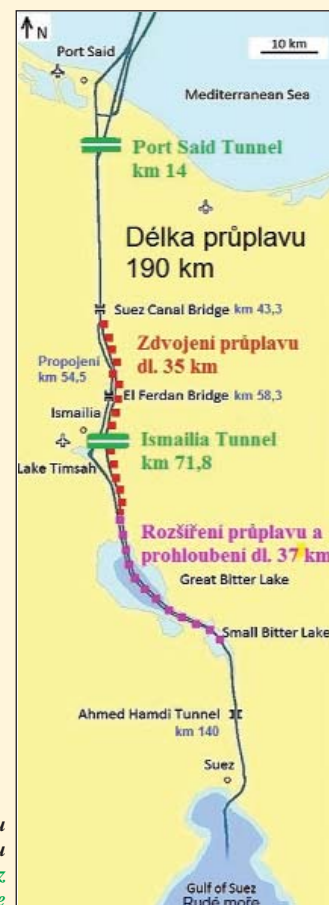 N
10 km
Port Said
Mediterranean Sea
Port Said Tunnel
km 14
Délka průplavu
190 km
Suez Canal Bridge km 43,3
Zdvojení průplavu
dl. 35 km
Propojení
km 54,5
El Ferdan Bridge km 58,3
Ismailia
Ismailia Tunnel
km 71,8
Lake Timsah
Rozšíření průplavu a
prohloubení dl. 37 km
Great Bitter Lake
Small Bitter Lake
Ahmed Hamdi Tunnel
km 140
Suez
u
u
z
e
Gulf of Suez
Rudé moře